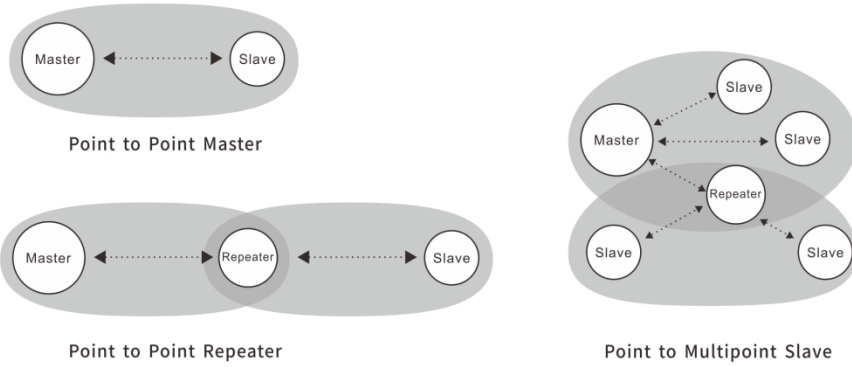 Master
Slave
Point to Point Master
Master
Repeater
Slave
Point to Point Repeater
Slave
Master
Slave
Repeater
Slave
Slave
Point to Multipoint Slave